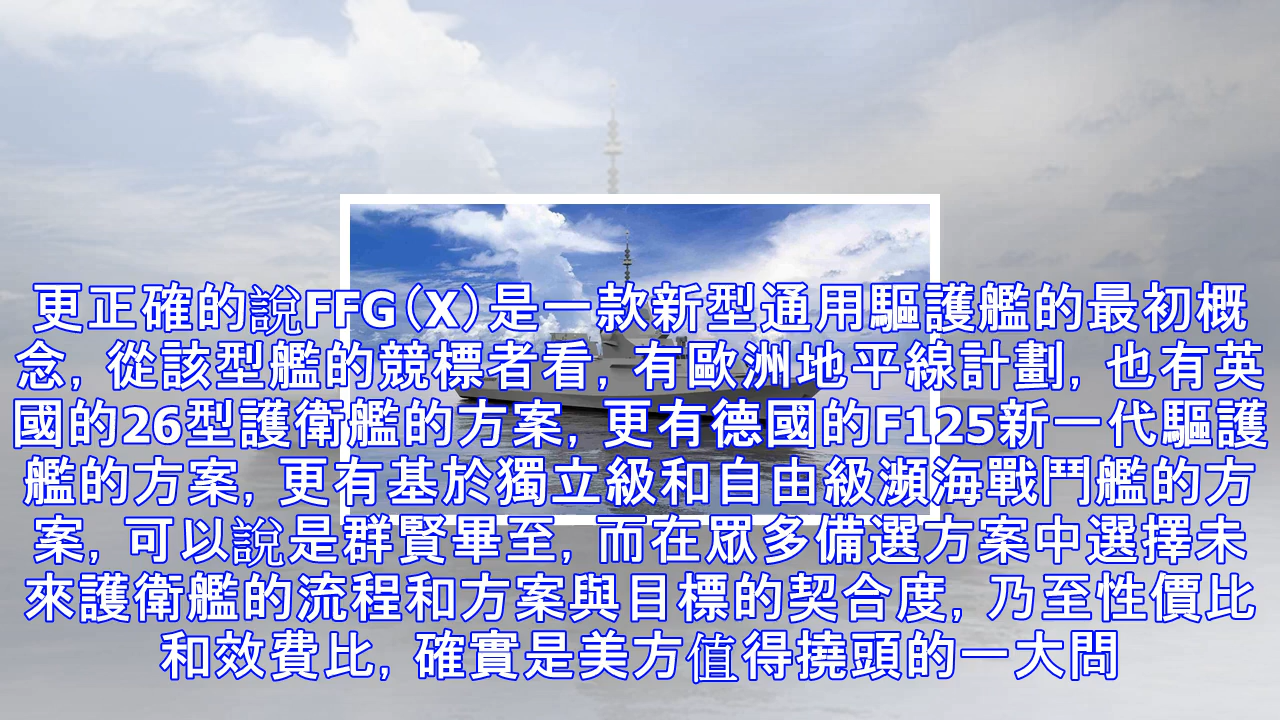 更正確的說FFG(X)是一款新型通用驅護艦的最初概
念, 從該型艦的競標者看, 有歐洲地平線計劃, 也有英
國的26型護衛艦的方案, 更有德國的F125新一代驅護
艦的方案, 更有基於獨立級和自由級瀕海戰鬥艦的方
案, 可以說是群賢畢至, 而在眾多備選方案中選擇未
來護衛艦的流程和方案與目標的契合度, 乃至性價比
和效費比, 確實是美方值得撓頭的一大問